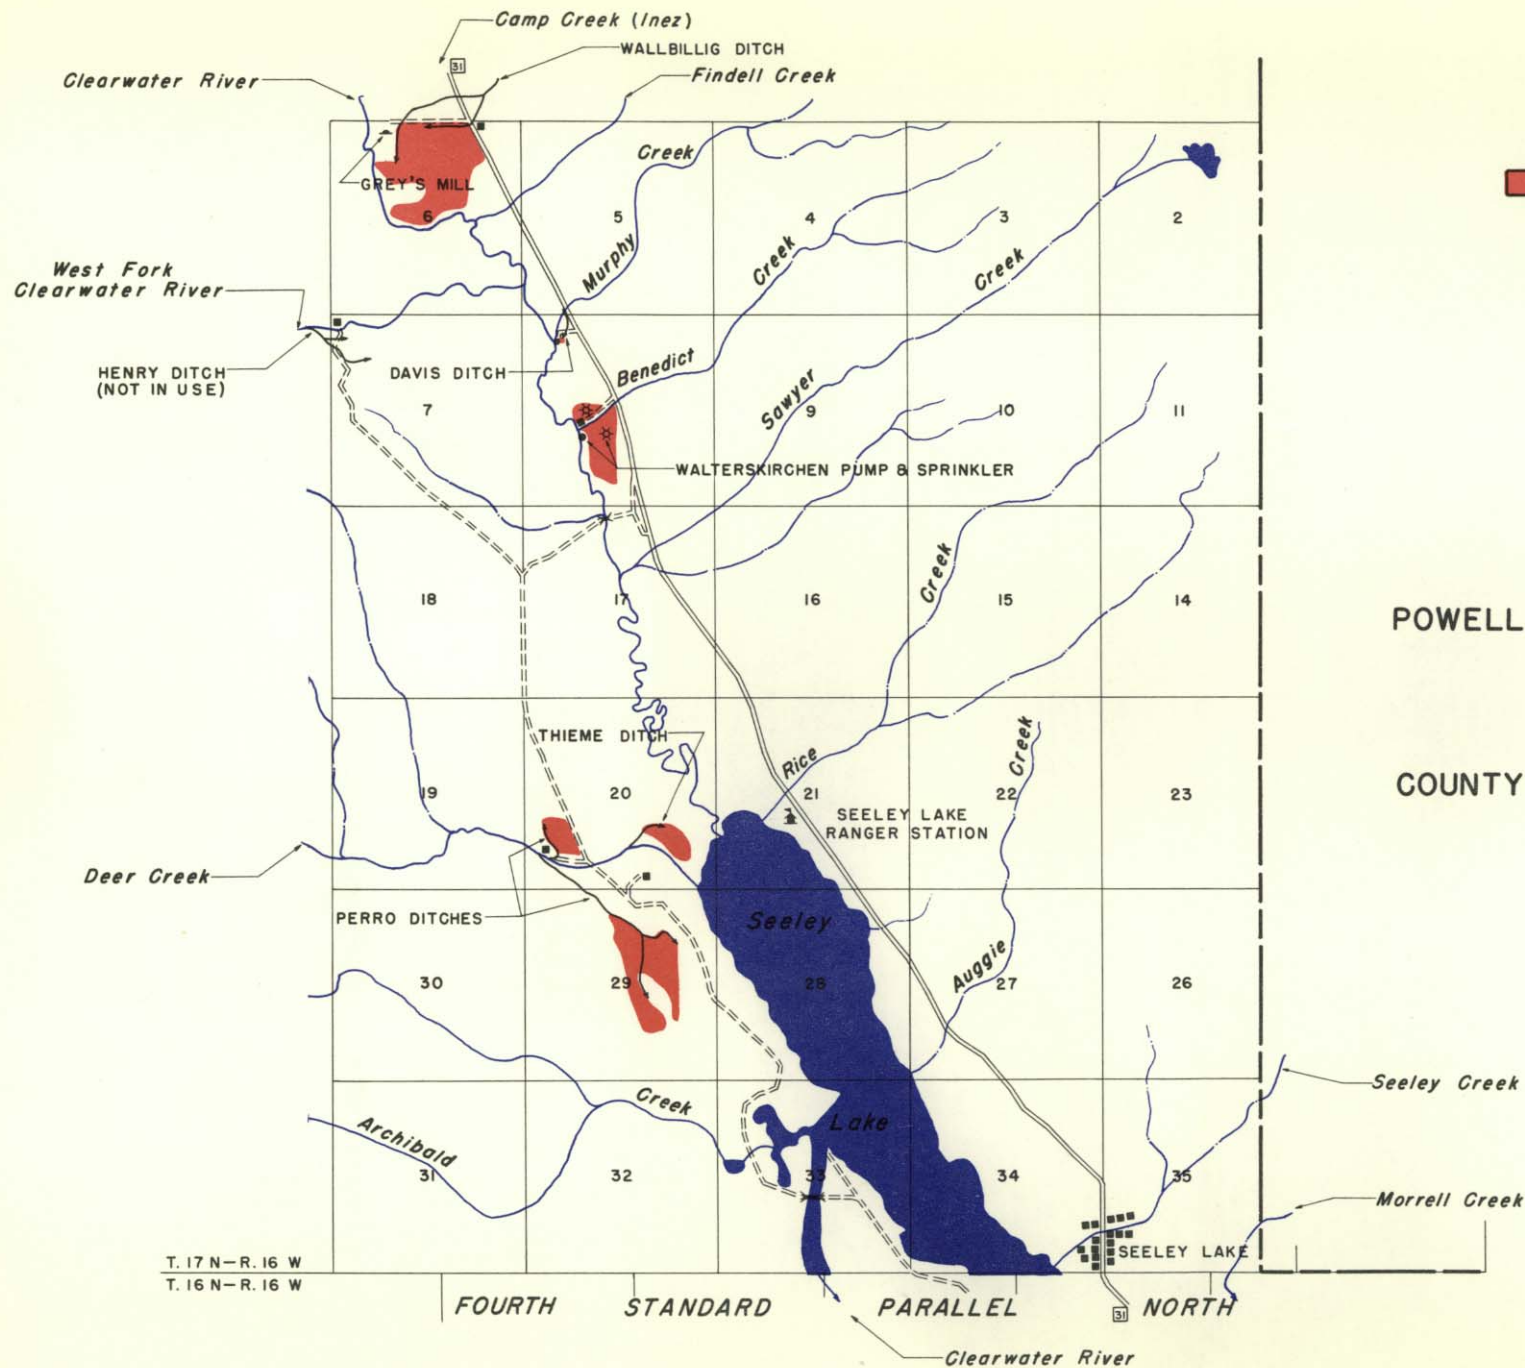 Camp Creek (Inez)
WALLBILLIG DITCH
Clearwater River
31
Findell Creek
Creek
GREY'S MILL
6
5
4
3
2
Murphy
Creek
Creek
West Fork
Clearwater River
HENRY DITCH
(NOT IN USE)
DAVIS DITCH
Benedict
Sawyer
7
9
10
11
WALTERSKIRCHEN PUMP & SPRINKLER
Creek
18
17
16
15
14
POWELL
THIEME DITCH
Rice
Creek
19
20
21
22
23
COUNTY
SEELEY LAKE
RANGER STATION
Deer Creek
PERRO DITCHES
Seeley
Auggie
30
29
28
27
26
Seeley Creek
Creek
Archibald
Lake
31
32
33
34
35
Morrell Creek
SEELEY LAKE
T. 17 N—R. 16 W
T. 16 N—R. 16 W
FOURTH STANDARD PARALLEL NORTH
31
Clearwater River